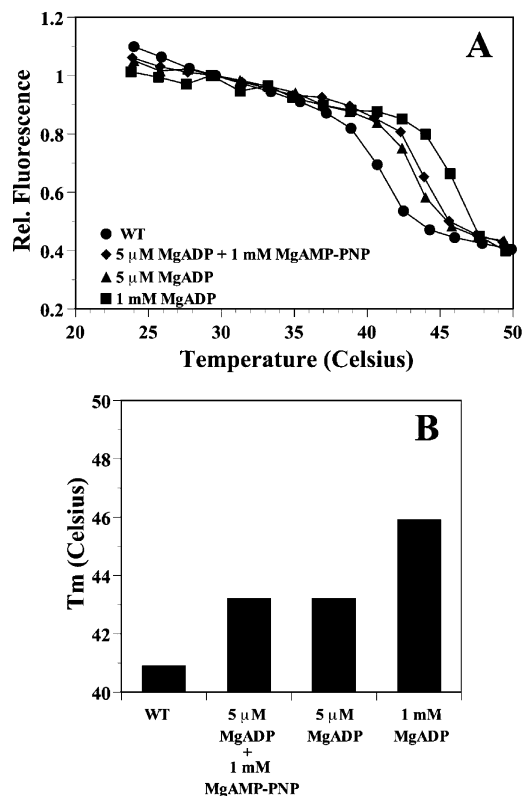 A
1.2
1
0.8
0.6
0.4
0.2
Rel. Fluorescence
WT
5 µM MgADP + 1 mM MgAMP-PNP
5 µM MgADP
1 mM MgADP
20 25 30 35 40 45 50
Temperature (Celsius)
B
50
48
46
43
41
40
Tm (Celsius)
WT 5 µM 5 µM 1 mM
MgADP MgADP MgADP
+
1 mM
MgAMP-PNP